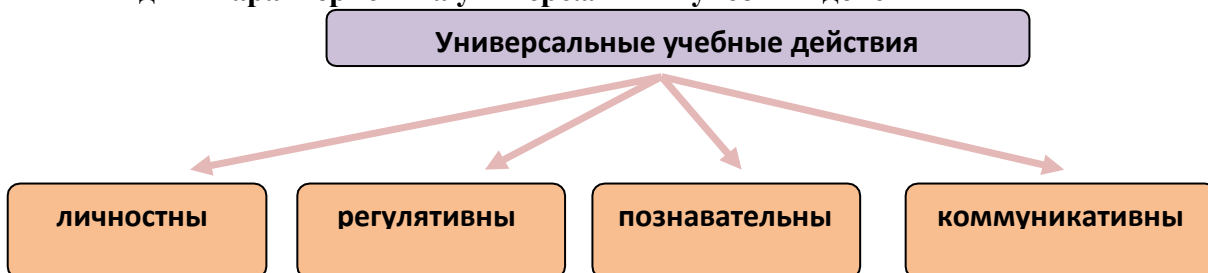 Универсальные учебные действия
личностны регулятивны познавательны коммуникативны